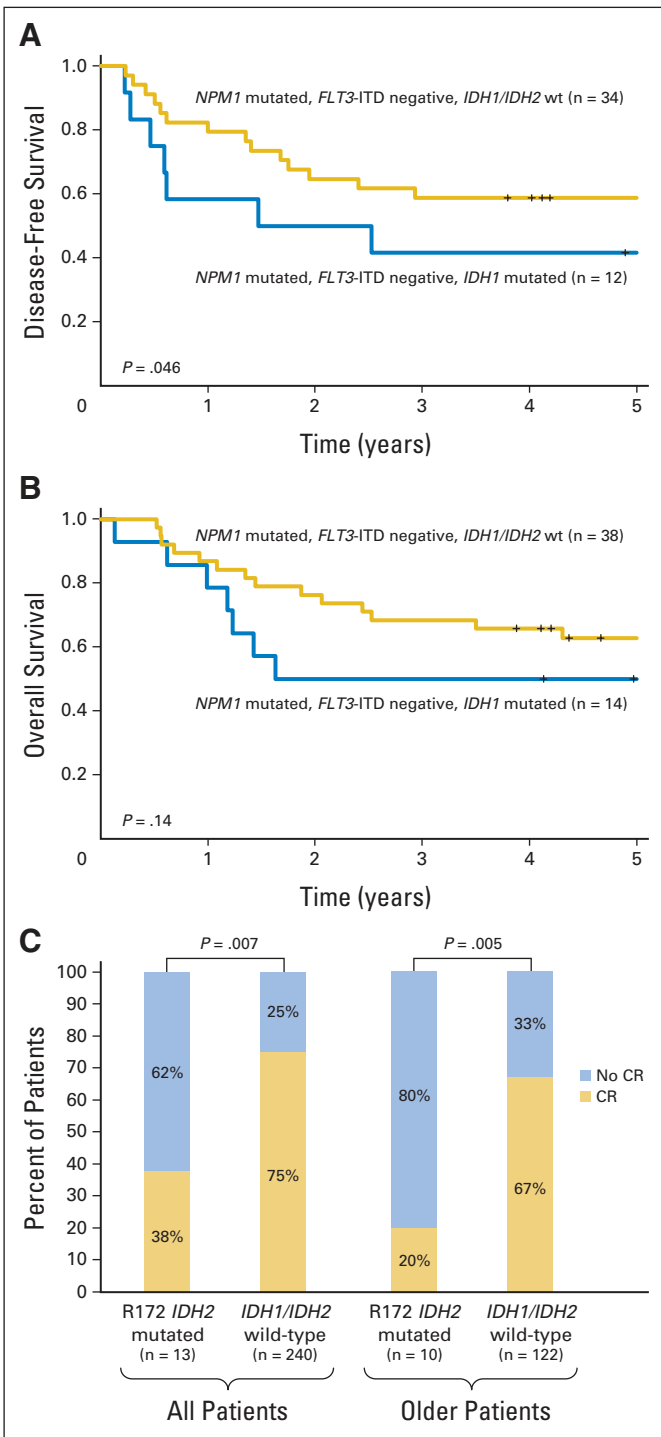 A
1.0
0.8
0.6
0.4
0.2
0
Disease-Free Survival
NPM1 mutated, FLT3-ITD negative, IDH1/IDH2 wt (n = 34)
NPM1 mutated, FLT3-ITD negative, IDH1 mutated (n = 12)
P = .046
1 2 3 4 5
Time (years)
B
1.0
0.8
0.6
0.4
0.2
0
Overall Survival
NPM1 mutated, FLT3-ITD negative, IDH1/IDH2 wt (n = 38)
NPM1 mutated, FLT3-ITD negative, IDH1 mutated (n = 14)
P = .14
1 2 3 4 5
Time (years)
C
P = .007
P = .005
100
90
80
70
60
50
40
30
20
10
0
Percent of Patients
62%
38%
25%
75%
80%
20%
33%
67%
No CR
CR
R172 IDH2
mutated
(n = 13)
IDH1/IDH2
wild-type
(n = 240)
R172 IDH2
mutated
(n = 10)
IDH1/IDH2
wild-type
(n = 122)
All Patients
Older Patients